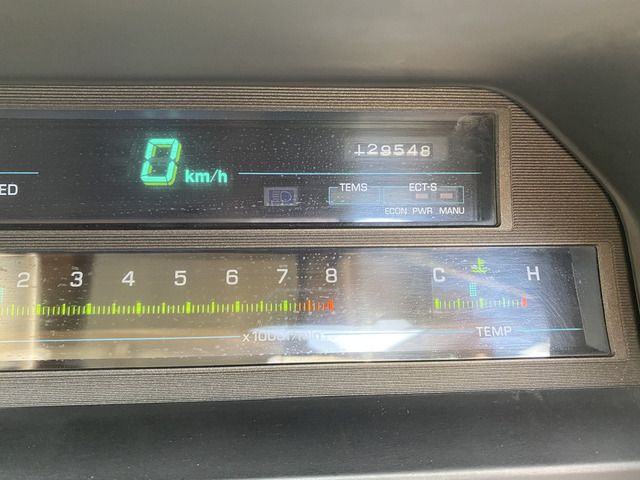 129548
0 km/h
ED
TEMS ECT-S
ECON PWR MANU
2 3 4 5 6 7 8
C H
TEMP